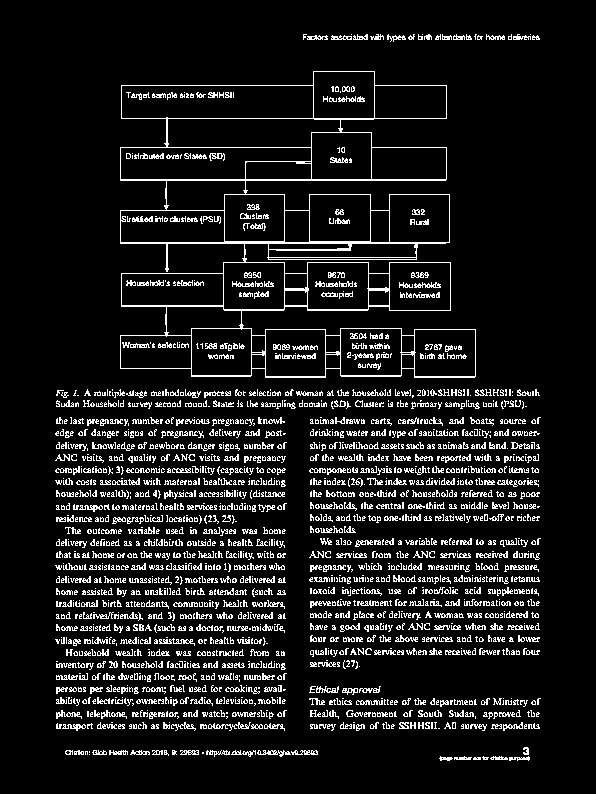 Factors associated with types of birth attendants for home deliveries
Target sample size for SHHSII
10,000
Households
Distributed over States (SD)
10
States
Stratified into clusters (PSU)
398
Clusters
(Total)
66
Urban
332
Rural
Household's selection
9950
Households
sampled
9670
Households
occupied
9369
Households
interviewed
Woman's selection
11568 eligible
women
9069 women
interviewed
3504 had a
birth within
2-years prior
survey
2767 gave
birth at home
Fig. 1. A multiple-stage methodology process for selection of woman at the household level, 2010-SHHSII. SSHHSII: South
Sudan Household survey second round. State: is the sampling domain (SD). Cluster: is the primary sampling unit (PSU).
the last pregnancy, number of previous pregnancy, knowl-
edge of danger signs of pregnancy, delivery and post-
delivery, knowledge of newborn danger signs, number of
ANC visits, and quality of ANC visits and pregnancy
complication); 3) economic accessibility (capacity to cope
with costs associated with maternal healthcare including
household wealth); and 4) physical accessibility (distance
and transport to maternal health services including type of
residence and geographical location) (23, 25).
The outcome variable used in analyses was home
delivery defined as a childbirth outside a health facility,
that is at home or on the way to the health facility, with or
without assistance and was classified into 1) mothers who
delivered at home unassisted, 2) mothers who delivered at
home assisted by an unskilled birth attendant (such as
traditional birth attendants, community health workers,
and relatives/friends), and 3) mothers who delivered at
home assisted by a SBA (such as a doctor, nurse-midwife,
village midwife, medical assistance, or health visitor).
Household wealth index was constructed from an
inventory of 20 household facilities and assets including
material of the dwelling floor, roof, and walls; number of
persons per sleeping room; fuel used for cooking; avail-
ability of electricity; ownership of radio, television, mobile
phone, telephone, refrigerator, and watch; ownership of
transport devices such as bicycles, motorcycles/scooters,
animal-drawn carts, cars/trucks, and boats; source of
drinking water and type of sanitation facility; and owner-
ship of livelihood assets such as animals and land. Details
of the wealth index have been reported with a principal
components analysis to weight the contribution of items to
the index (26). The index was divided into three categories;
the bottom one-third of households referred to as poor
households, the central one-third as middle level house-
holds, and the top one-third as relatively well-off or richer
households.
We also generated a variable referred to as quality of
ANC services from the ANC services received during
pregnancy, which included measuring blood pressure,
examining urine and blood samples, administering tetanus
toxoid injections, use of iron/folic acid supplements,
preventive treatment for malaria, and information on the
mode and place of delivery. A woman was considered to
have a good quality of ANC service when she received
four or more of the above services and to have a lower
quality of ANC services when she received fewer than four
services (27).
Ethical approval
The ethics committee of the department of Ministry of
Health, Government of South Sudan, approved the
survey design of the SSHHSII. All survey respondents
Citation: Glob Health Action 2016, 9: 29693 - http://dx.doi.org/10.3402/gha.v9.29693
3
(page number not for citation purpose)